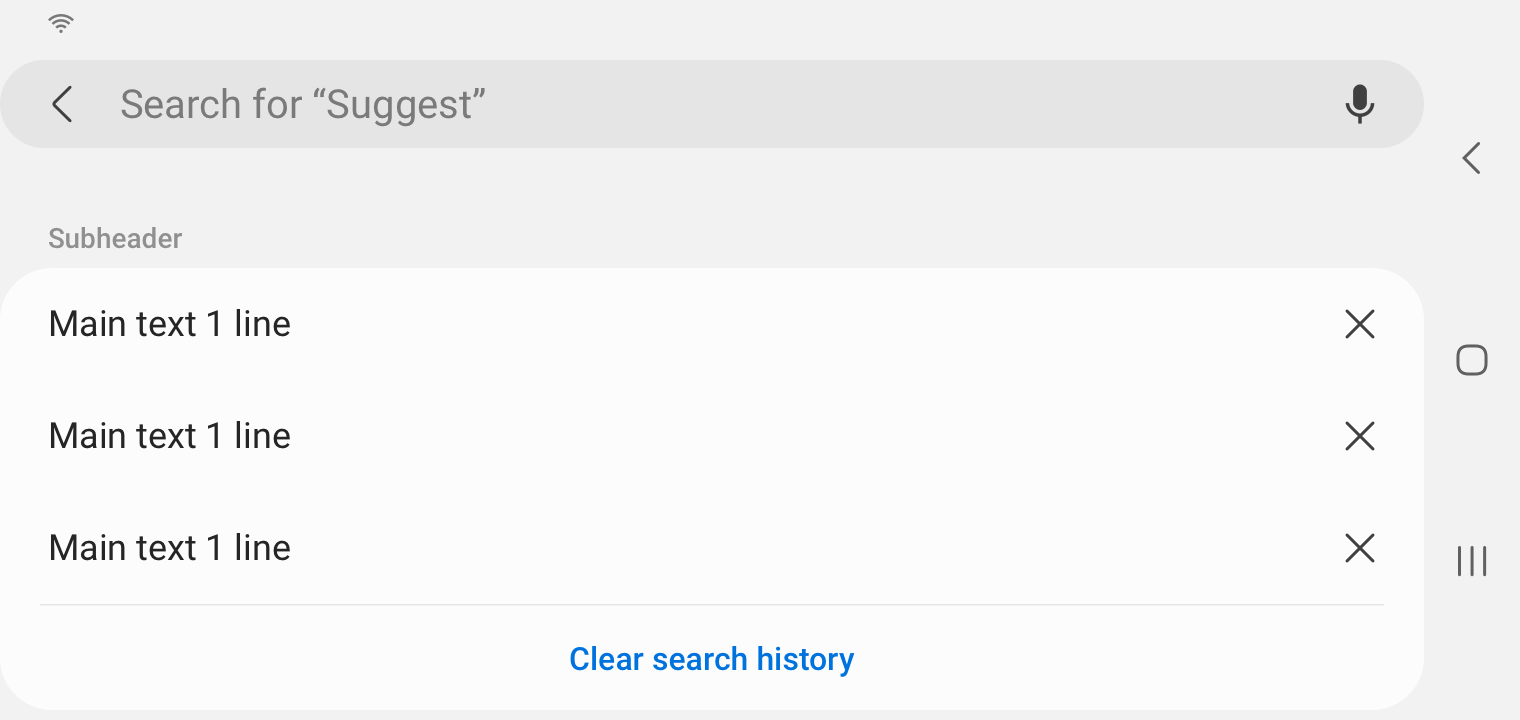 Search for “Suggest”
Subheader
Main text 1 line
Main text 1 line
Main text 1 line
Clear search history